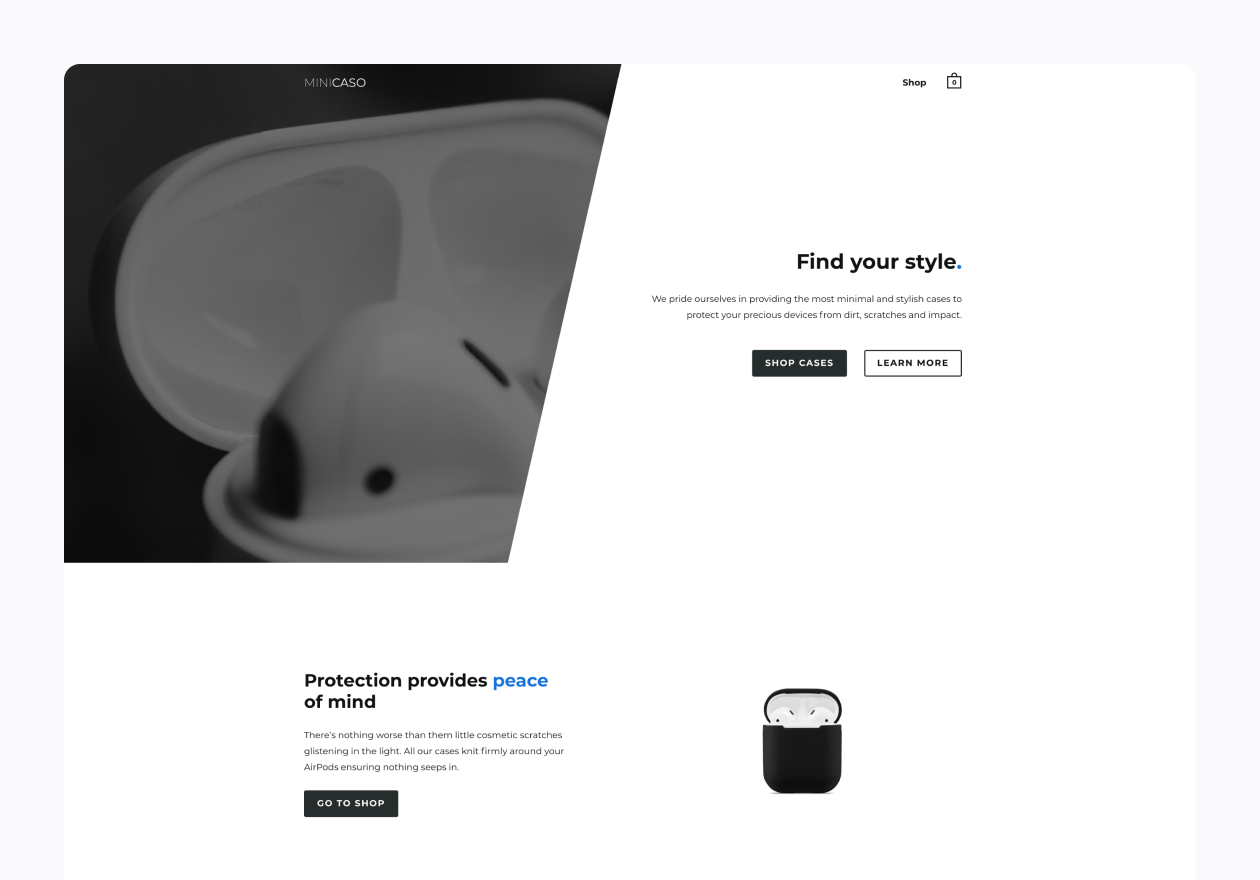 MINICASO
Shop
0
Find your style.
We pride ourselves in providing the most minimal and stylish cases to
protect your precious devices from dirt, scratches and impact.
SHOP CASES
LEARN MORE
Protection provides peace
of mind
There's nothing worse than them little cosmetic scratches
glistening in the light. All our cases knit firmly around your
AirPods ensuring nothing seeps in.
GO TO SHOP